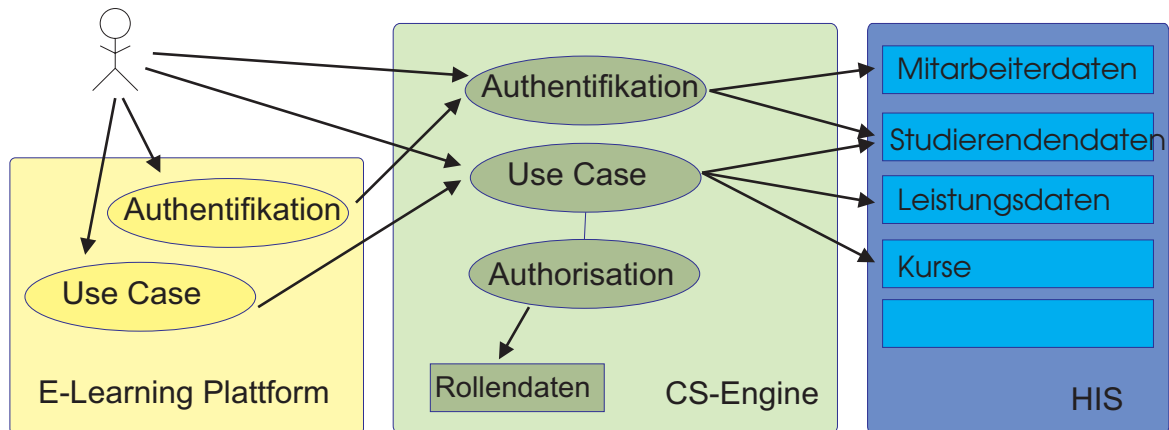 Authentifikation
Use Case
E-Learning Plattform
Authentifikation
Use Case
Authorisation
Rollendaten
CS-Engine
Mitarbeiterdaten
Studierendendaten
Leistungsdaten
Kurse
HIS